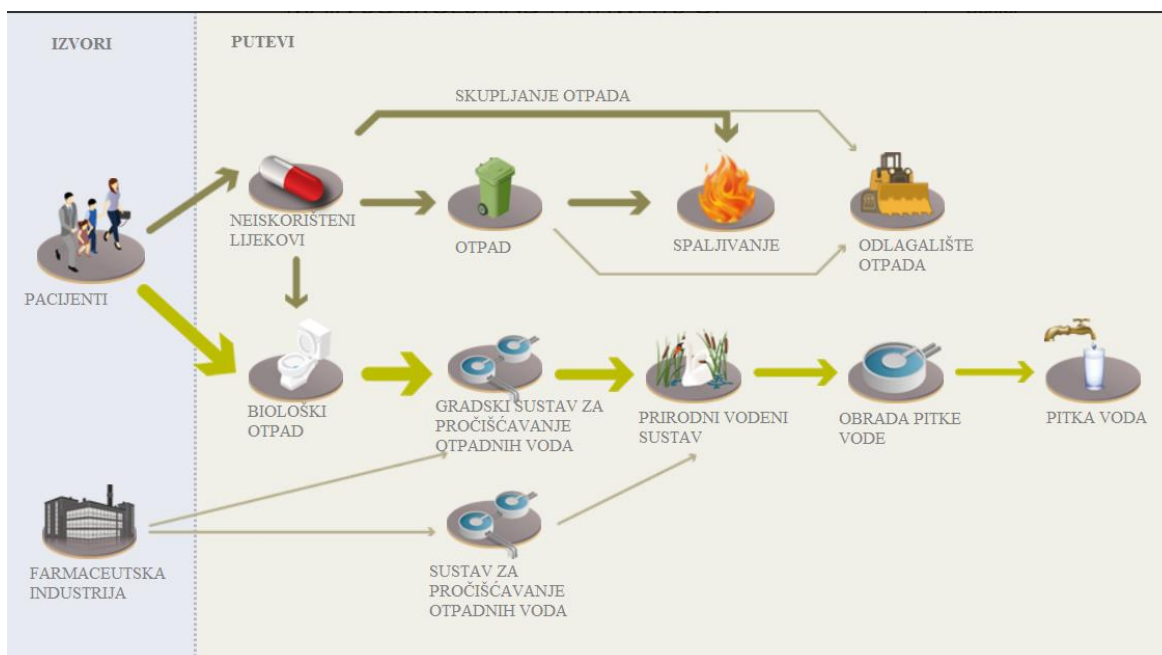 IZVORI
PUTEVI
SKUPLJANJE OTPADA
NEISKORIŠTENI
LIJEKOVI
OTPAD
SPALJIVANJE
ODLAGALIŠTE
OTPADA
PACIJENTI
BIOLOŠKI
OTPAD
GRADSKI SUSTAV ZA
PROČIŠĆAVANJE
OTPADNIH VODA
PRIRODNI VODENI
SUSTAV
OBRADA PITKE
VODE
PITKA VODA
FARMACEUTSKA
INDUSTRIJA
SUSTAV ZA
PROČIŠĆAVANJE
OTPADNIH VODA